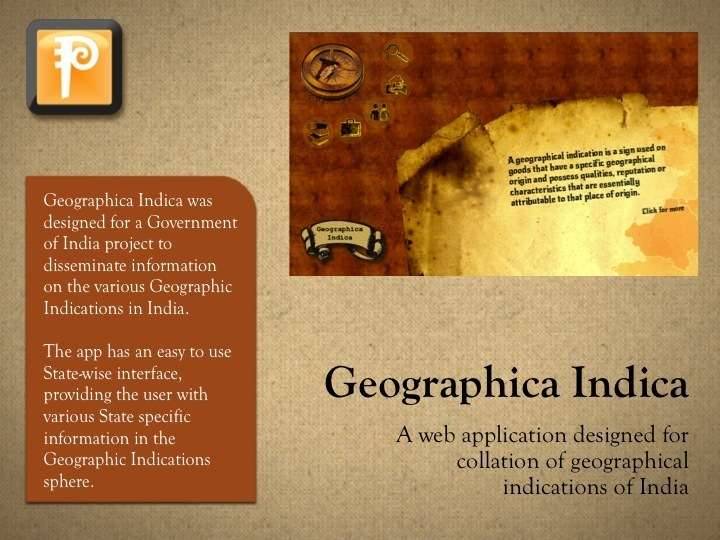 Geographica Indica was
designed for a Government
of India project to
disseminate information
on the various Geographic
Indications in India.
The app has an easy to use
State-wise interface,
providing the user with
various State specific
information in the
Geographic Indications
sphere.
A geographical indication is a sign used on
goods that have a specific geographical
origin and possess qualities, reputation or
characteristics that are essentially
attributable to that place of origin.
Click for more
Geographica
Indica
Geographica Indica
A web application designed for
collation of geographical
indications of India